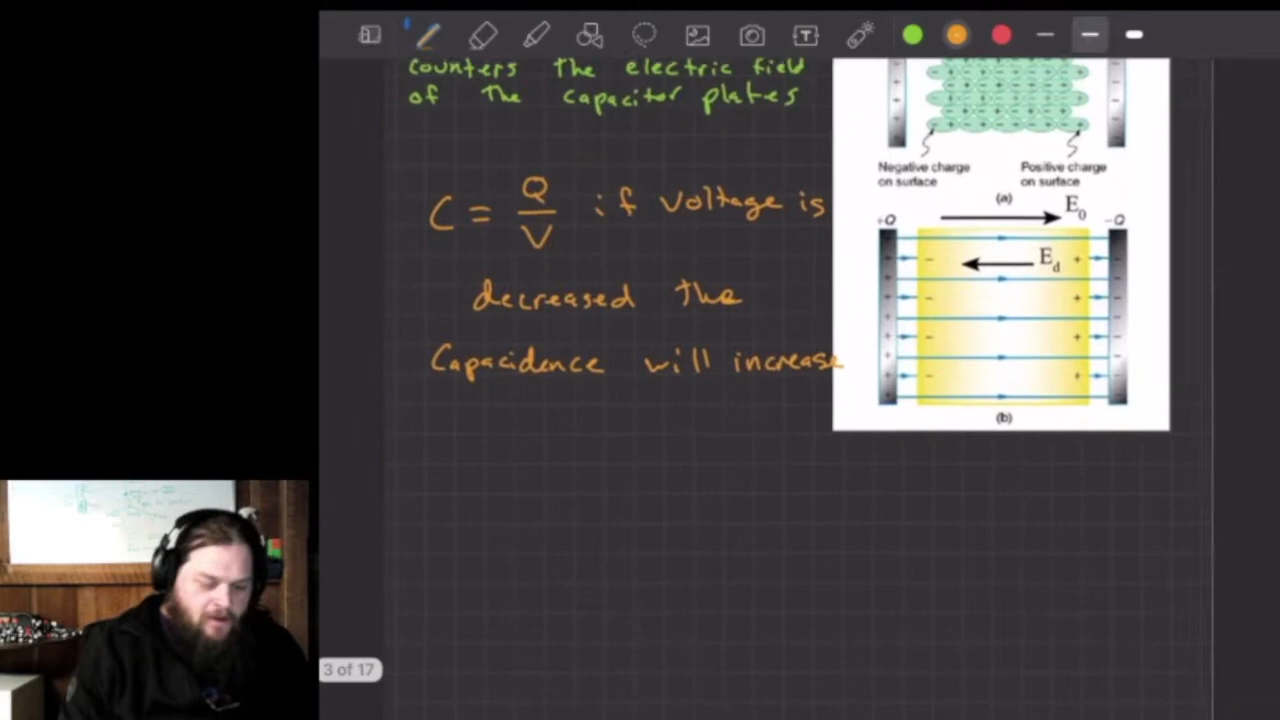 counters the electric field
of the capacitor plates
C = Q/V if voltage is
decreased the
Capacidence will increase
Negative charge
on surface
Positive charge
on surface
(a)
E₀
+Q
−Q
E_d
(b)
3 of 17